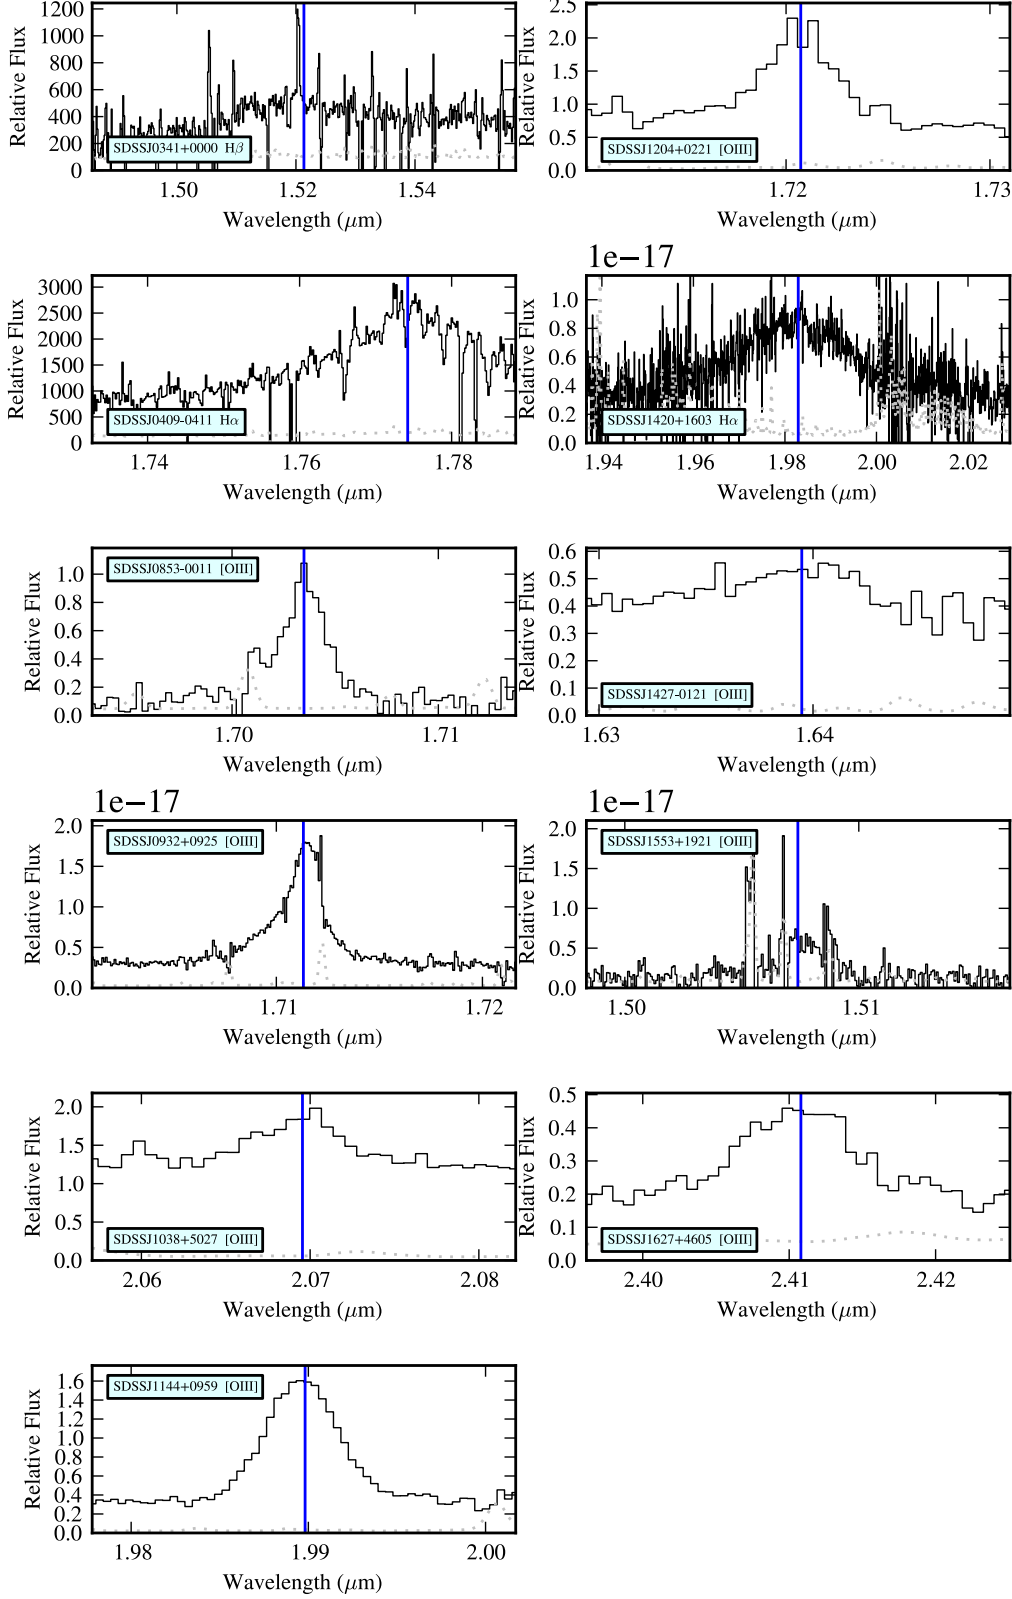 1200
1000
800
600
400
200
0
Relative Flux
SDSSJ0341+0000 Hβ
1.50 1.52 1.54
Wavelength (μm)
2.5
2.0
1.5
1.0
0.5
0.0
Relative Flux
SDSSJ1204+0221 [OIII]
1.72 1.73
Wavelength (μm)
3000
2500
2000
1500
1000
500
0
Relative Flux
SDSSJ0409-0411 Hα
1.74 1.76 1.78
Wavelength (μm)
1e−17
1.0
0.8
0.6
0.4
0.2
0.0
Relative Flux
SDSSJ1420+1603 Hα
1.94 1.96 1.98 2.00 2.02
Wavelength (μm)
1.0
0.8
0.6
0.4
0.2
0.0
Relative Flux
SDSSJ0853-0011 [OIII]
1.70 1.71
Wavelength (μm)
0.6
0.5
0.4
0.3
0.2
0.1
0.0
Relative Flux
SDSSJ1427-0121 [OIII]
1.63 1.64
Wavelength (μm)
1e−17
2.0
1.5
1.0
0.5
0.0
Relative Flux
SDSSJ0932+0925 [OIII]
1.71 1.72
Wavelength (μm)
1e−17
2.0
1.5
1.0
0.5
0.0
Relative Flux
SDSSJ1553+1921 [OIII]
1.50 1.51
Wavelength (μm)
2.0
1.5
1.0
0.5
0.0
Relative Flux
SDSSJ1038+5027 [OIII]
2.06 2.07 2.08
Wavelength (μm)
0.5
0.4
0.3
0.2
0.1
0.0
Relative Flux
SDSSJ1627+4605 [OIII]
2.40 2.41 2.42
Wavelength (μm)
1.6
1.4
1.2
1.0
0.8
0.6
0.4
0.2
0.0
Relative Flux
SDSSJ1144+0959 [OIII]
1.98 1.99 2.00
Wavelength (μm)